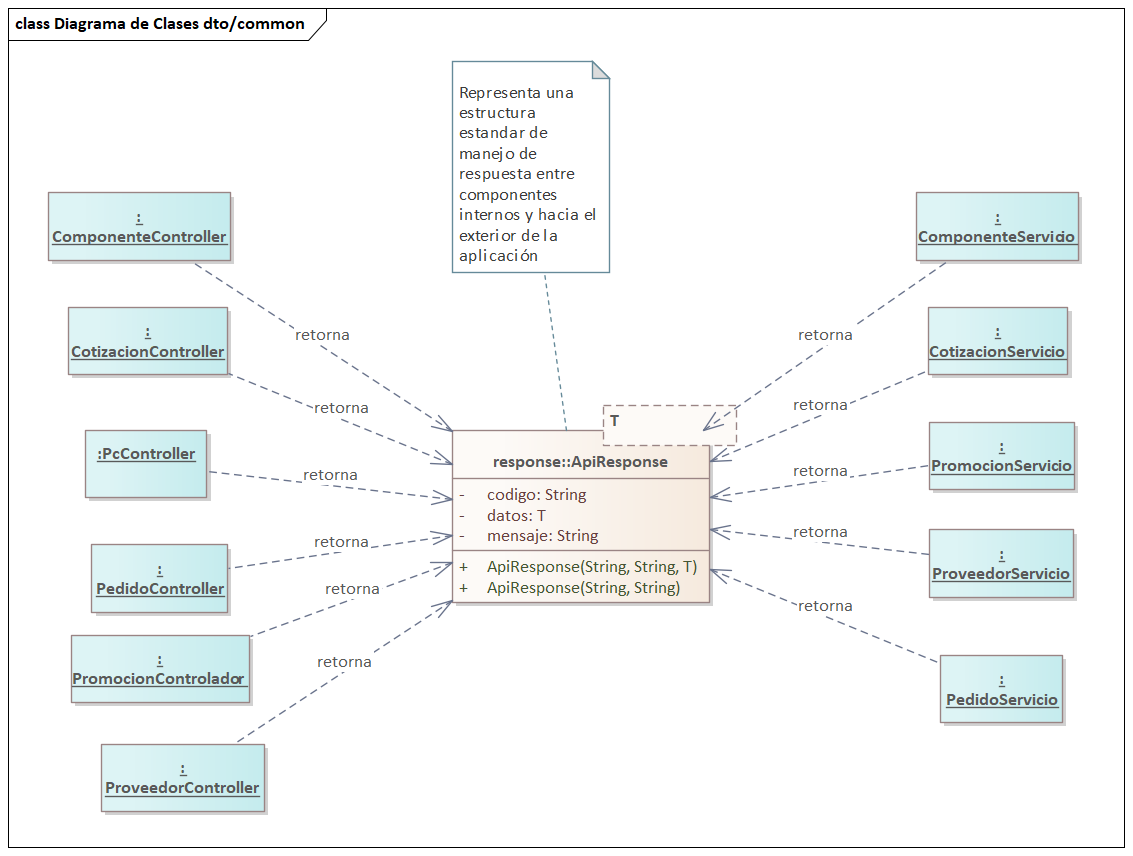 class Diagrama de Clases dto/common
Representa una
estructura
estandar de
manejo de
respuesta entre
componentes
internos y hacia el
exterior de la
aplicación
:
ComponenteController
:
CotizacionController
:PcController
:
PedidoController
:
PromocionControlador
:
ProveedorController
retorna
retorna
retorna
retorna
retorna
retorna
T
response::ApiResponse
- codigo: String
- datos: T
- mensaje: String
+ ApiResponse(String, String, T)
+ ApiResponse(String, String)
retorna
retorna
retorna
retorna
retorna
:
ComponenteServicio
:
CotizacionServicio
:
PromocionServicio
:
ProveedorServicio
:
PedidoServicio